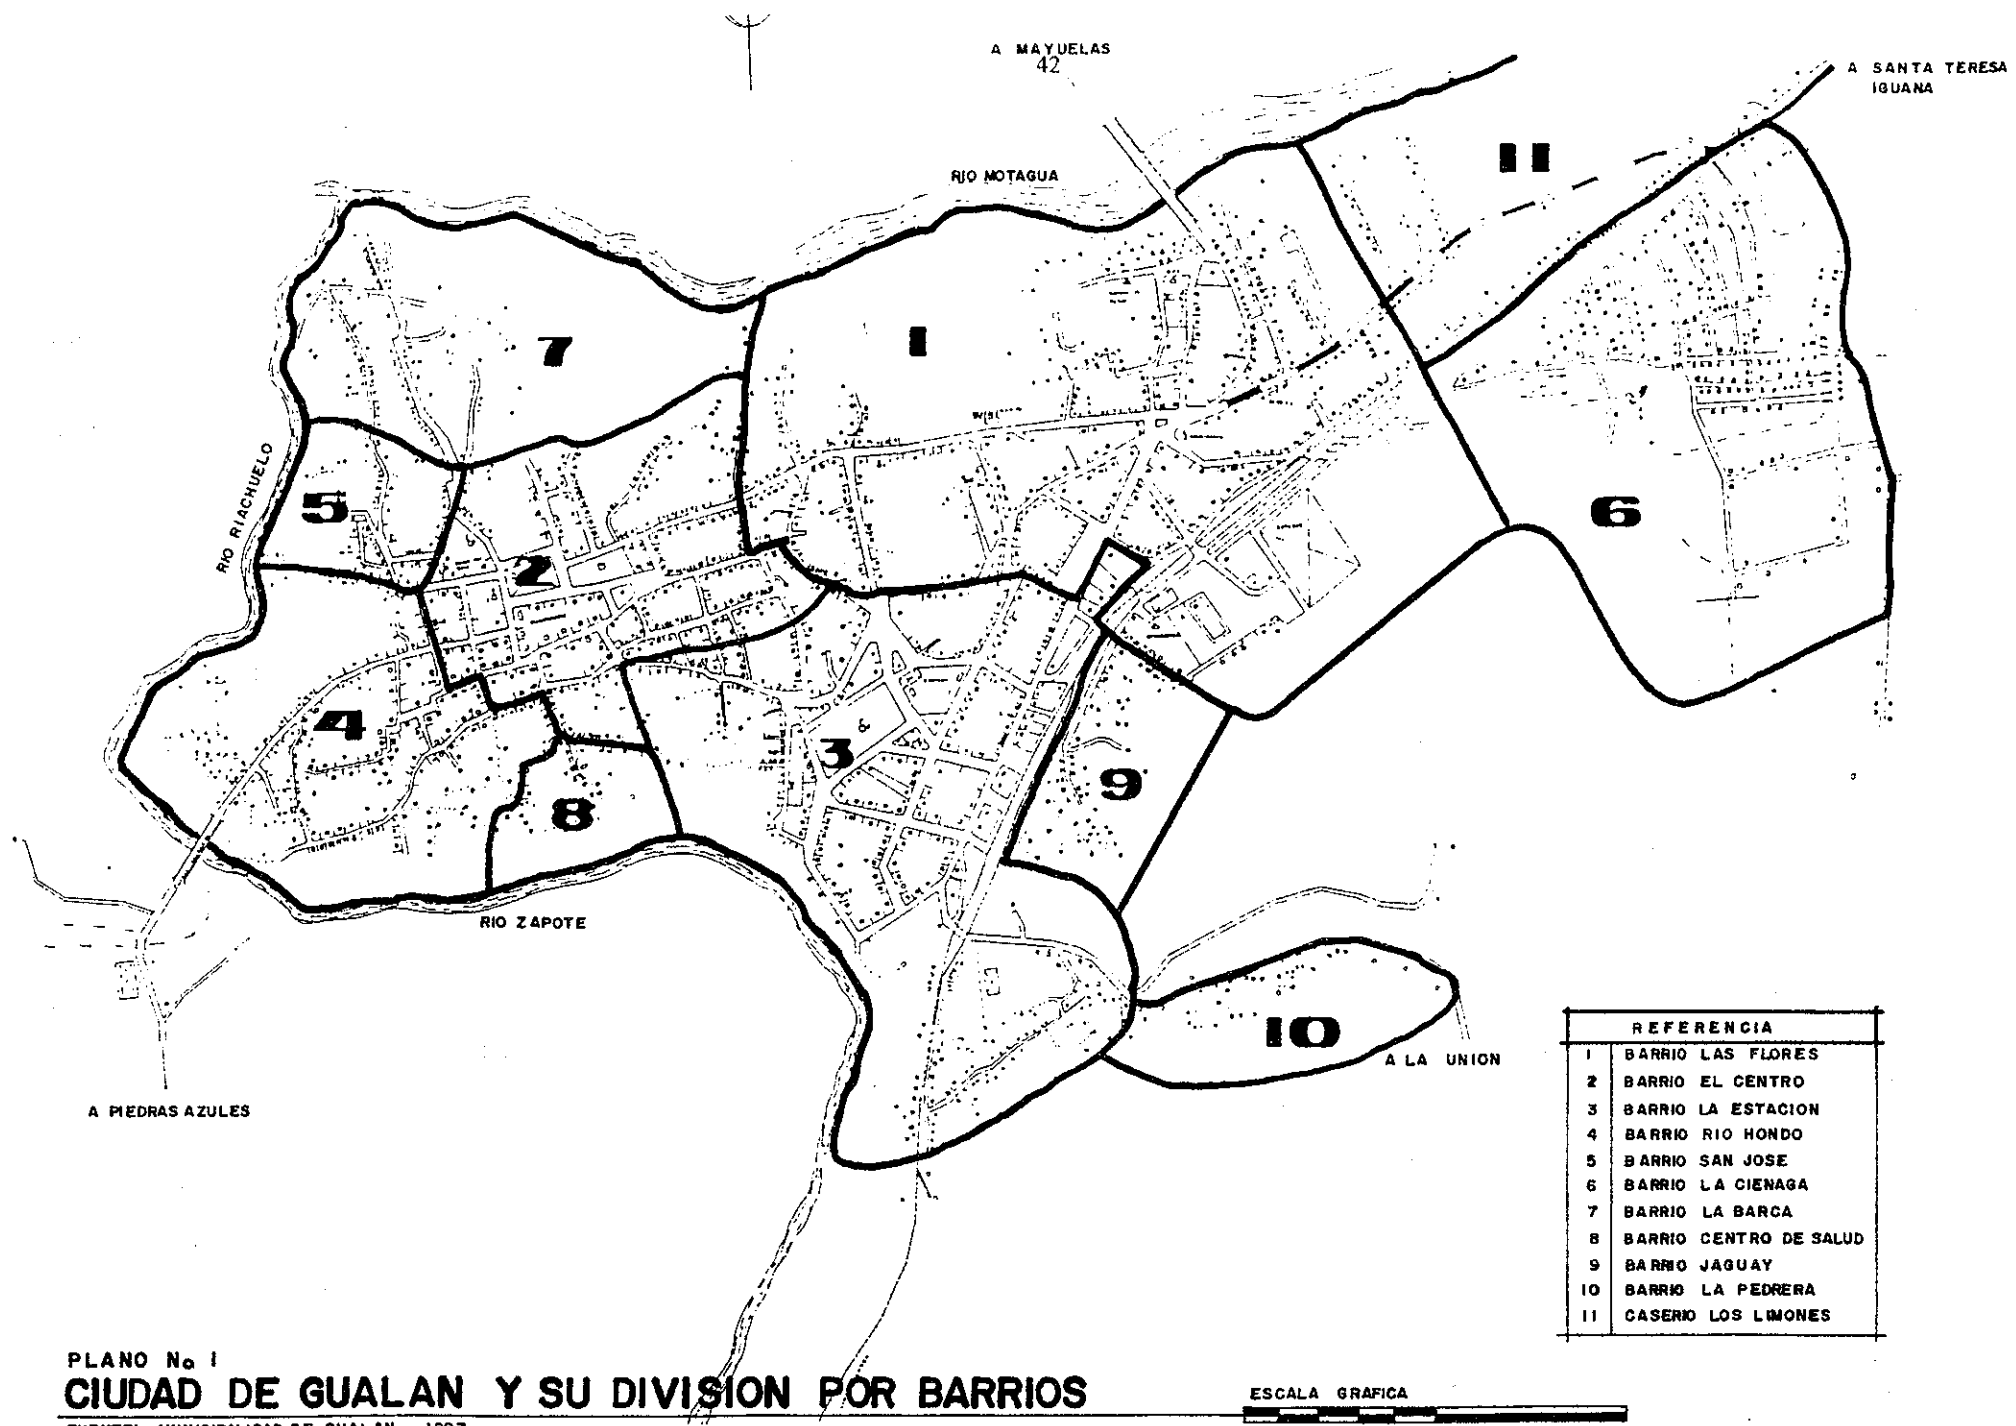 A MAYUELAS
42
A SANTA TERESA
IGUANA
RIO MOTAGUA
11
7
1
RIO RIACHUELO
5
6
2
4
3
9
8
RIO ZAPOTE
10
A LA UNION
A PIEDRAS AZULES
REFERENCIA
1 BARRIO LAS FLORES
2 BARRIO EL CENTRO
3 BARRIO LA ESTACION
4 BARRIO RIO HONDO
5 BARRIO SAN JOSE
6 BARRIO LA CIENAGA
7 BARRIO LA BARCA
8 BARRIO CENTRO DE SALUD
9 BARRIO JAGUAY
10 BARRIO LA PEDRERA
11 CASERIO LOS LIMONES
PLANO No 1
CIUDAD DE GUALAN Y SU DIVISION POR BARRIOS
ESCALA GRAFICA